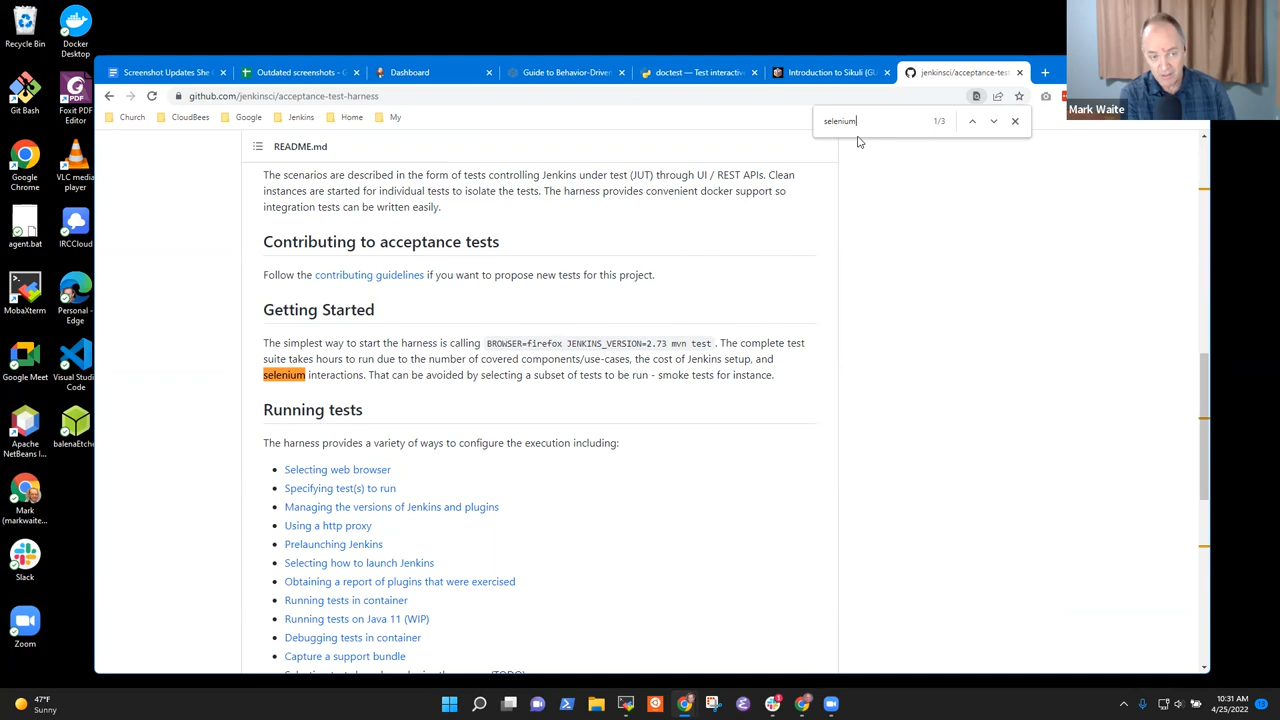 Recycle Bin
Docker
Desktop
Git Bash
Foxit PDF
Editor
Google
Chrome
VLC media
player
agent.bat
IRCCloud
MobaXterm
Personal -
Edge
Google Meet
Visual Studio
Code
Apache
NetBeans I...
balenaEtcher
Mark
(markwaite...
Slack
Zoom
Screenshot Updates She
Outdated screenshots - G
Dashboard
Guide to Behavior-Driven
doctest — Test interactive
Introduction to Sikuli (GU
jenkinsci/acceptance-test
github.com/jenkinsci/acceptance-test-harness
Church
CloudBees
Google
Jenkins
Home
My
selenium
1/3
Mark Waite
README.md
The scenarios are described in the form of tests controlling Jenkins under test (JUT) through UI / REST APIs. Clean
instances are started for individual tests to isolate the tests. The harness provides convenient docker support so
integration tests can be written easily.
Contributing to acceptance tests
Follow the contributing guidelines if you want to propose new tests for this project.
Getting Started
The simplest way to start the harness is calling BROWSER=firefox JENKINS_VERSION=2.73 mvn test . The complete test
suite takes hours to run due to the number of covered components/use-cases, the cost of Jenkins setup, and
selenium interactions. That can be avoided by selecting a subset of tests to be run - smoke tests for instance.
Running tests
The harness provides a variety of ways to configure the execution including:
• Selecting web browser
• Specifying test(s) to run
• Managing the versions of Jenkins and plugins
• Using a http proxy
• Prelaunching Jenkins
• Selecting how to launch Jenkins
• Obtaining a report of plugins that were exercised
• Running tests in container
• Running tests on Java 11 (WIP)
• Debugging tests in container
• Capture a support bundle
47°F
Sunny
10:31 AM
4/25/2022